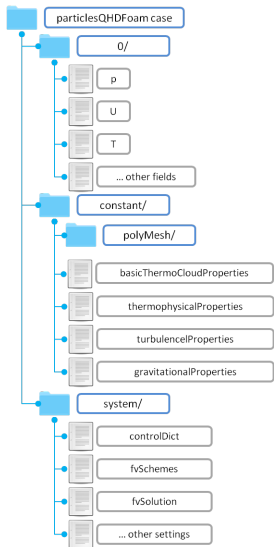 particlesQHDFoam case
0/
p
U
T
... other fields
constant/
polyMesh/
basicThermoCloudProperties
thermophysicalProperties
turbulencelProperties
gravitationalProperties
system/
controlDict
fvSchemes
fvSolution
... other settings